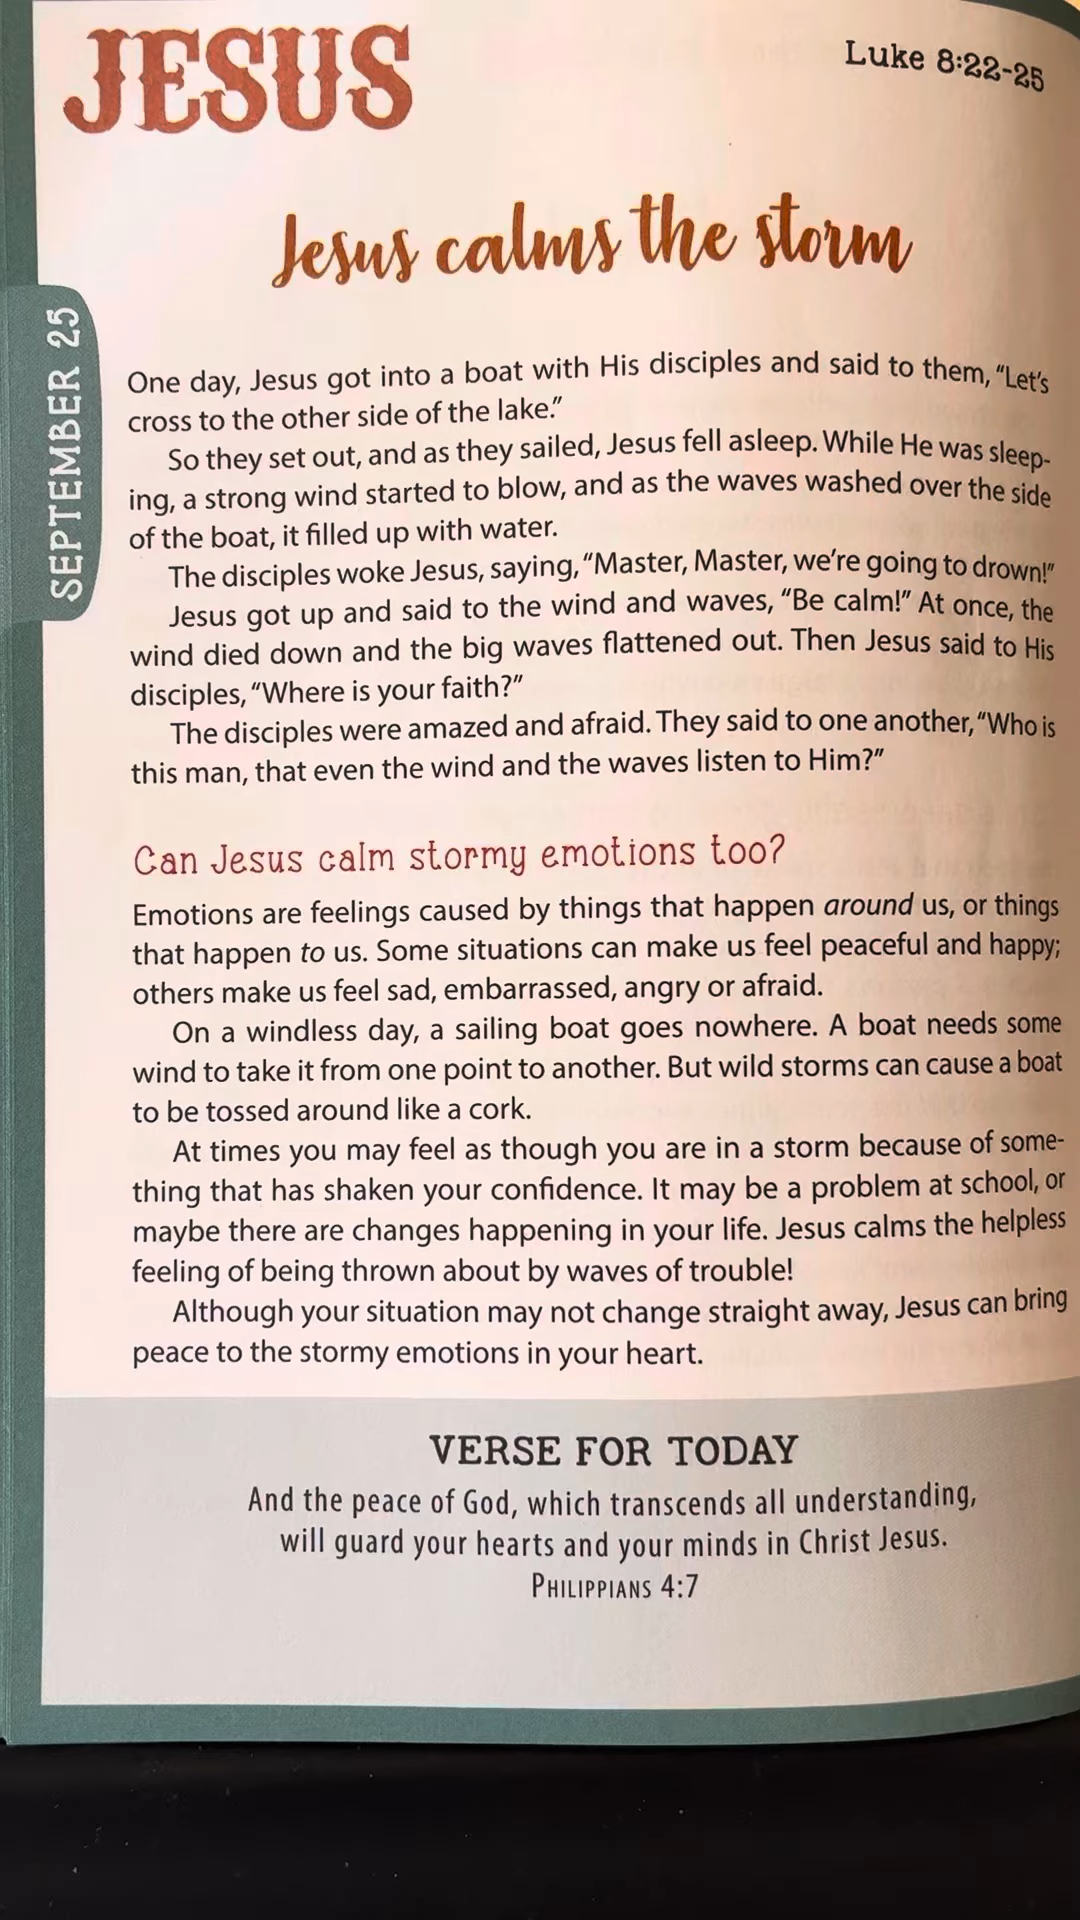 JESUS
Luke 8:22-25
Jesus calms the storm
SEPTEMBER 25
One day, Jesus got into a boat with His disciples and said to them, “Let’s
cross to the other side of the lake.”
So they set out, and as they sailed, Jesus fell asleep. While He was sleep-
ing, a strong wind started to blow, and as the waves washed over the side
of the boat, it filled up with water.
The disciples woke Jesus, saying, “Master, Master, we’re going to drown!”
Jesus got up and said to the wind and waves, “Be calm!” At once, the
wind died down and the big waves flattened out. Then Jesus said to His
disciples, “Where is your faith?”
The disciples were amazed and afraid. They said to one another, “Who is
this man, that even the wind and the waves listen to Him?”
Can Jesus calm stormy emotions too?
Emotions are feelings caused by things that happen around us, or things
that happen to us. Some situations can make us feel peaceful and happy;
others make us feel sad, embarrassed, angry or afraid.
On a windless day, a sailing boat goes nowhere. A boat needs some
wind to take it from one point to another. But wild storms can cause a boat
to be tossed around like a cork.
At times you may feel as though you are in a storm because of some-
thing that has shaken your confidence. It may be a problem at school, or
maybe there are changes happening in your life. Jesus calms the helpless
feeling of being thrown about by waves of trouble!
Although your situation may not change straight away, Jesus can bring
peace to the stormy emotions in your heart.
VERSE FOR TODAY
And the peace of God, which transcends all understanding,
will guard your hearts and your minds in Christ Jesus.
PHILIPPIANS 4:7